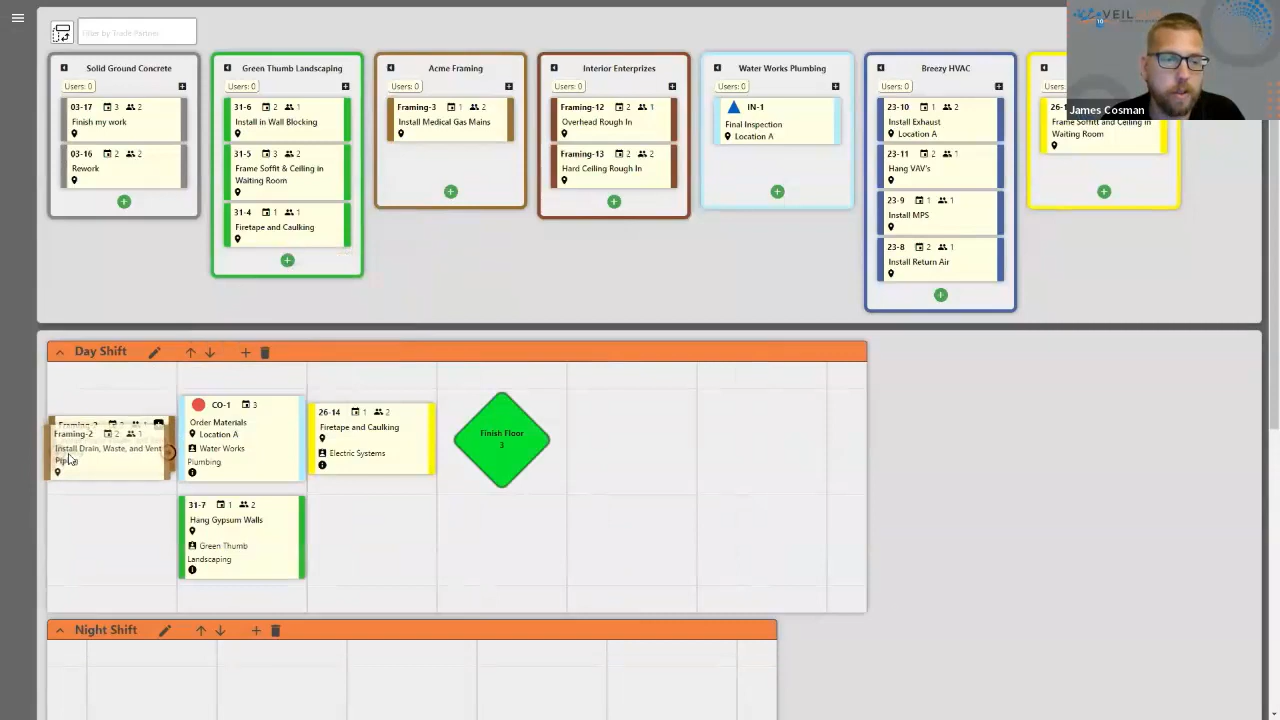 Filter by Trade Partner
VEIL
James Cosman
Solid Ground Concrete
Users: 0
03-17 3 2
Finish my work
03-16 2 2
Rework
Green Thumb Landscaping
Users: 0
31-6 2 1
Install in Wall Blocking
31-5 3 2
Frame Soffit & Ceiling in
Waiting Room
31-4 1 1
Firetape and Caulking
Acme Framing
Users: 0
Framing-3 1 2
Install Medical Gas Mains
Interior Enterprizes
Users: 0
Framing-12 2 1
Overhead Rough In
Framing-13 2 2
Hard Ceiling Rough In
Water Works Plumbing
Users: 0
IN-1
Final Inspection
Location A
Breezy HVAC
Users: 0
23-10 1 2
Install Exhaust
Location A
23-11 2 1
Hang VAV's
23-9 1 1
Install MPS
23-8 2 1
Install Return Air
Users: 0
Frame Soffitt and Ceiling in
Waiting Room
Day Shift
Framing-2 2 1
Install Drain, Waste, and Vent
CO-1 3
Order Materials
Location A
Water Works
Plumbing
31-7 1 2
Hang Gypsum Walls
Green Thumb
Landscaping
26-14 1 2
Firetape and Caulking
Electric Systems
Finish Floor
3
Night Shift